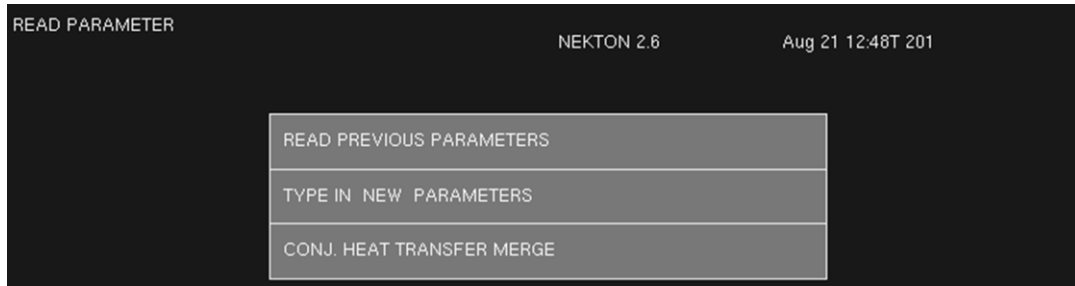 READ PARAMETER
NEKTON 2.6 Aug 21 12:48T 201
READ PREVIOUS PARAMETERS
TYPE IN NEW PARAMETERS
CONJ. HEAT TRANSFER MERGE